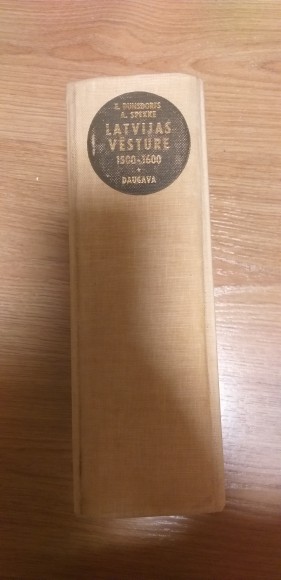 E. DUNSDORFS
A. SPEKKE
LATVIJAS
VĒSTURE
1500-1600
DAUGAVA